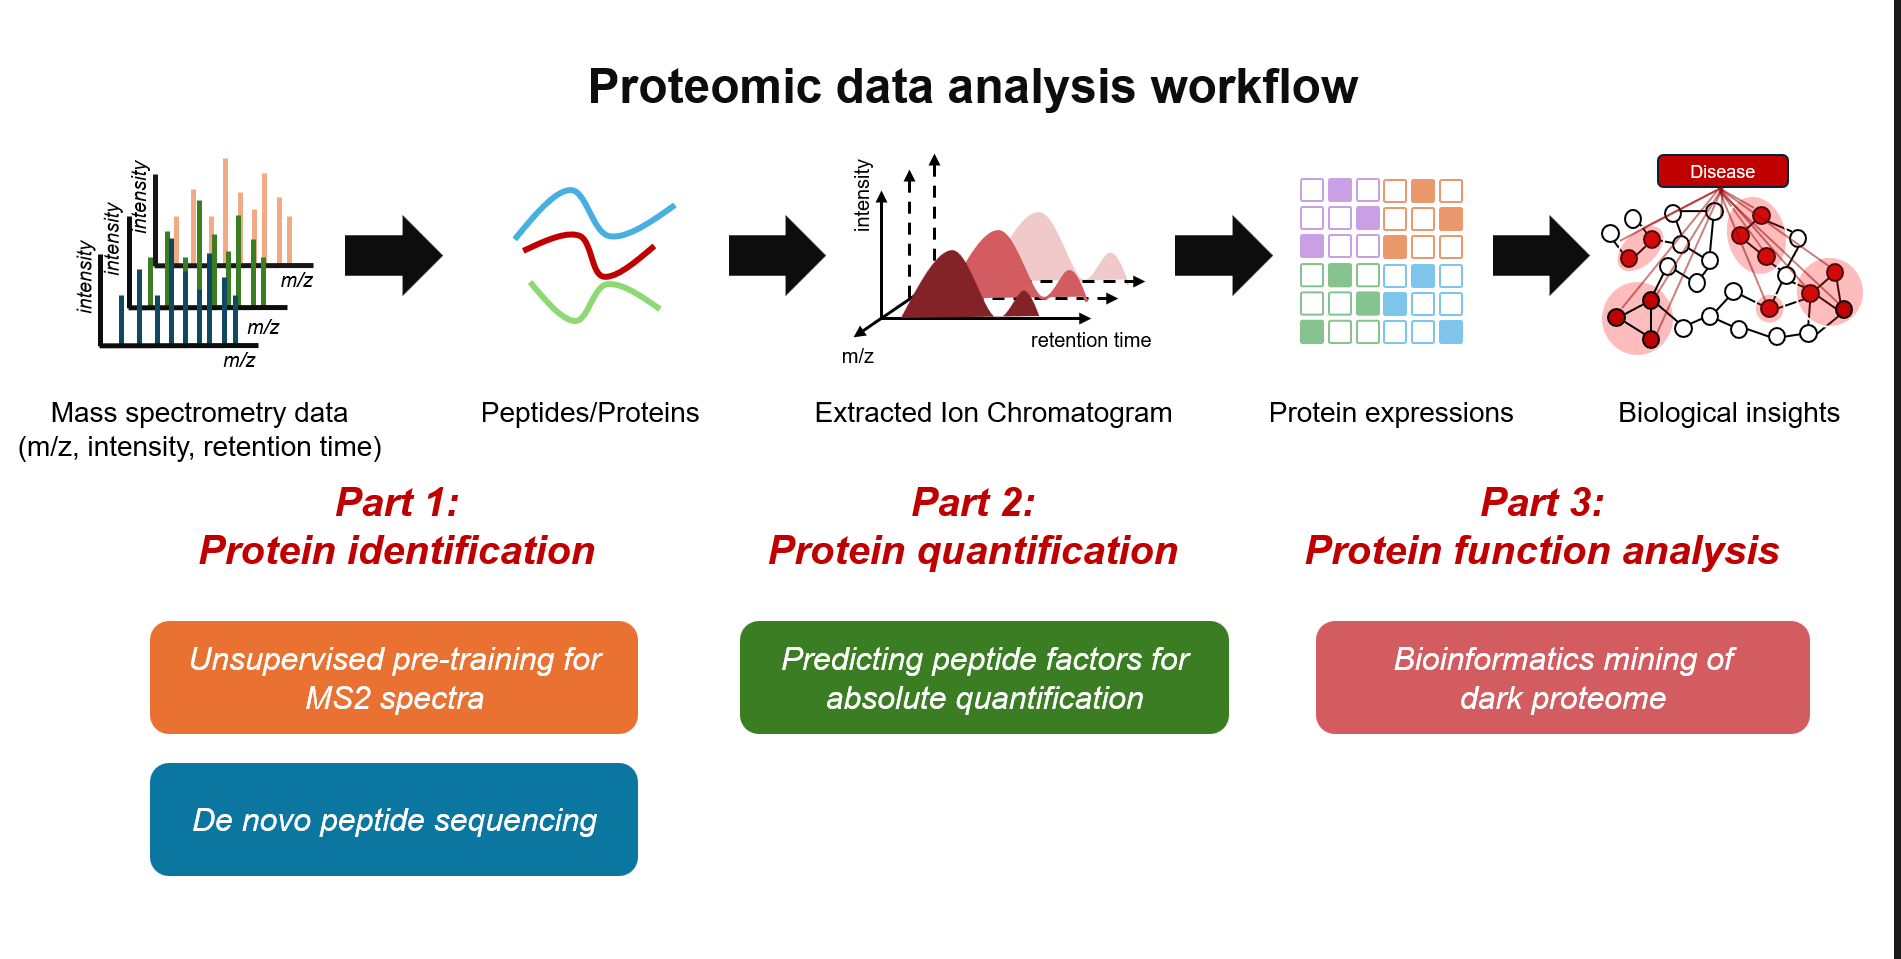 Proteomic data analysis workflow
intensity
intensity
intensity
m/z
m/z
m/z
intensity
m/z
retention time
Disease
Mass spectrometry data
(m/z, intensity, retention time)
Peptides/Proteins
Extracted Ion Chromatogram
Protein expressions
Biological insights
Part 1:
Protein identification
Part 2:
Protein quantification
Part 3:
Protein function analysis
Unsupervised pre-training for
MS2 spectra
Predicting peptide factors for
absolute quantification
Bioinformatics mining of
dark proteome
De novo peptide sequencing